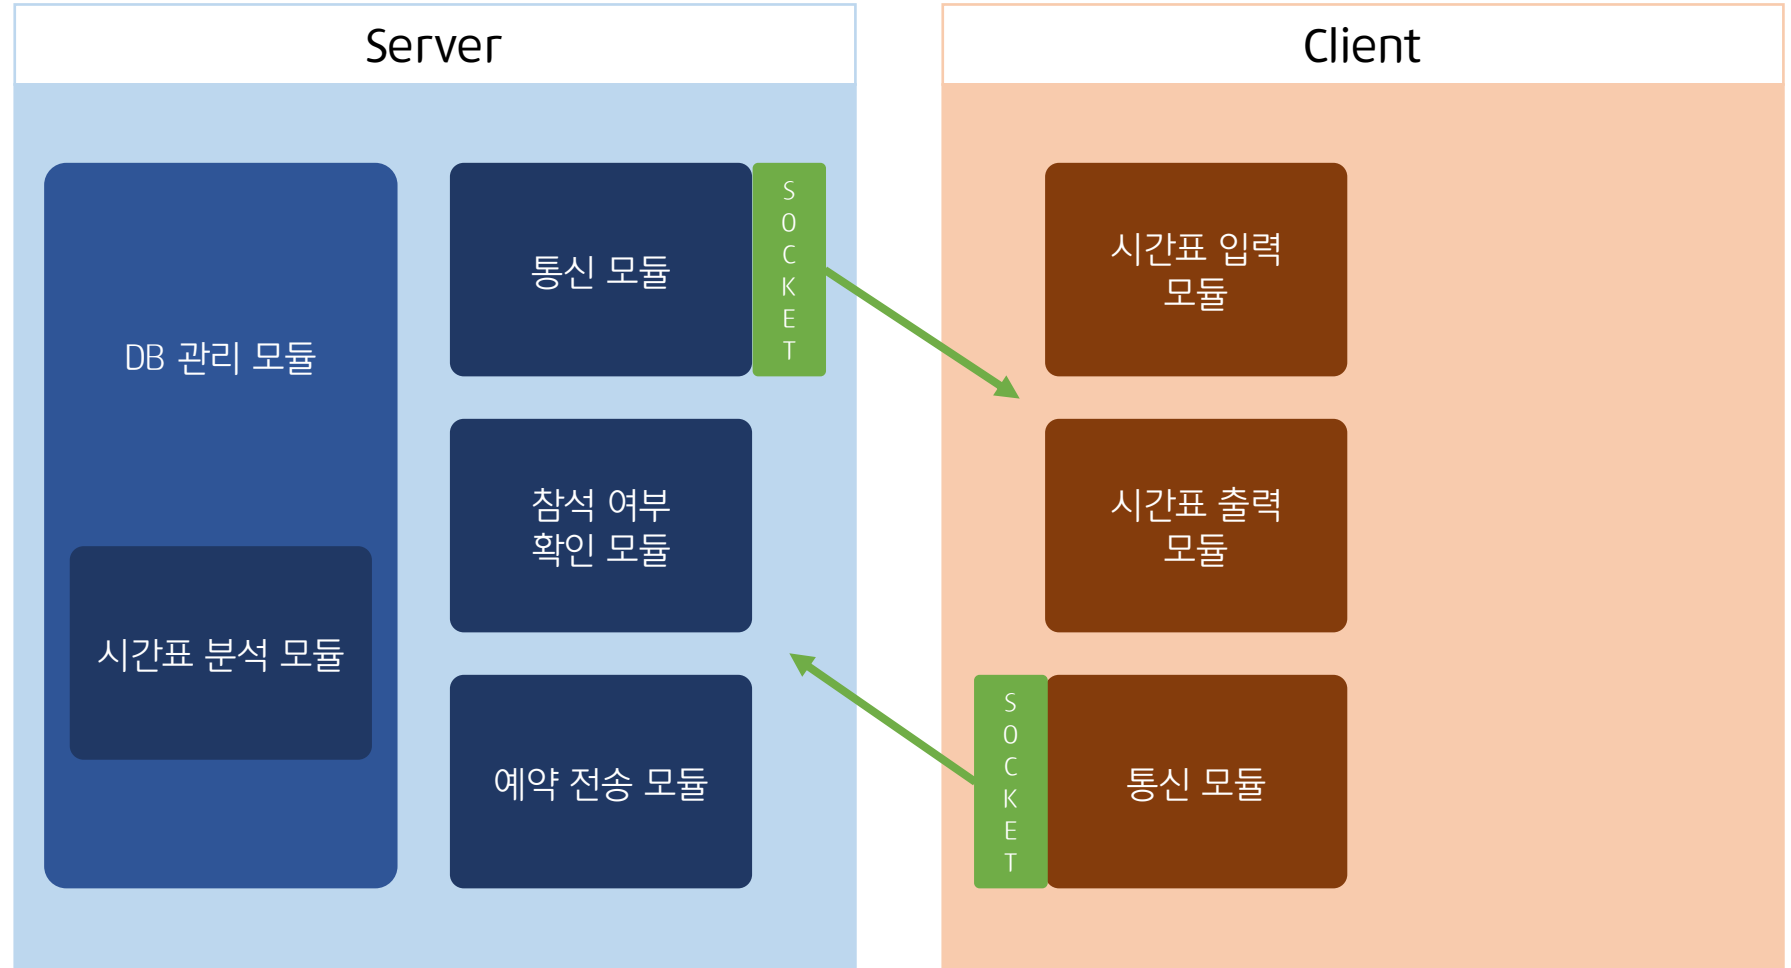 Server
DB 관리 모듈
시간표 분석 모듈
통신 모듈
S
O
C
K
E
T
참석 여부
확인 모듈
예약 전송 모듈
Client
시간표 입력
모듈
시간표 출력
모듈
S
O
C
K
E
T
통신 모듈